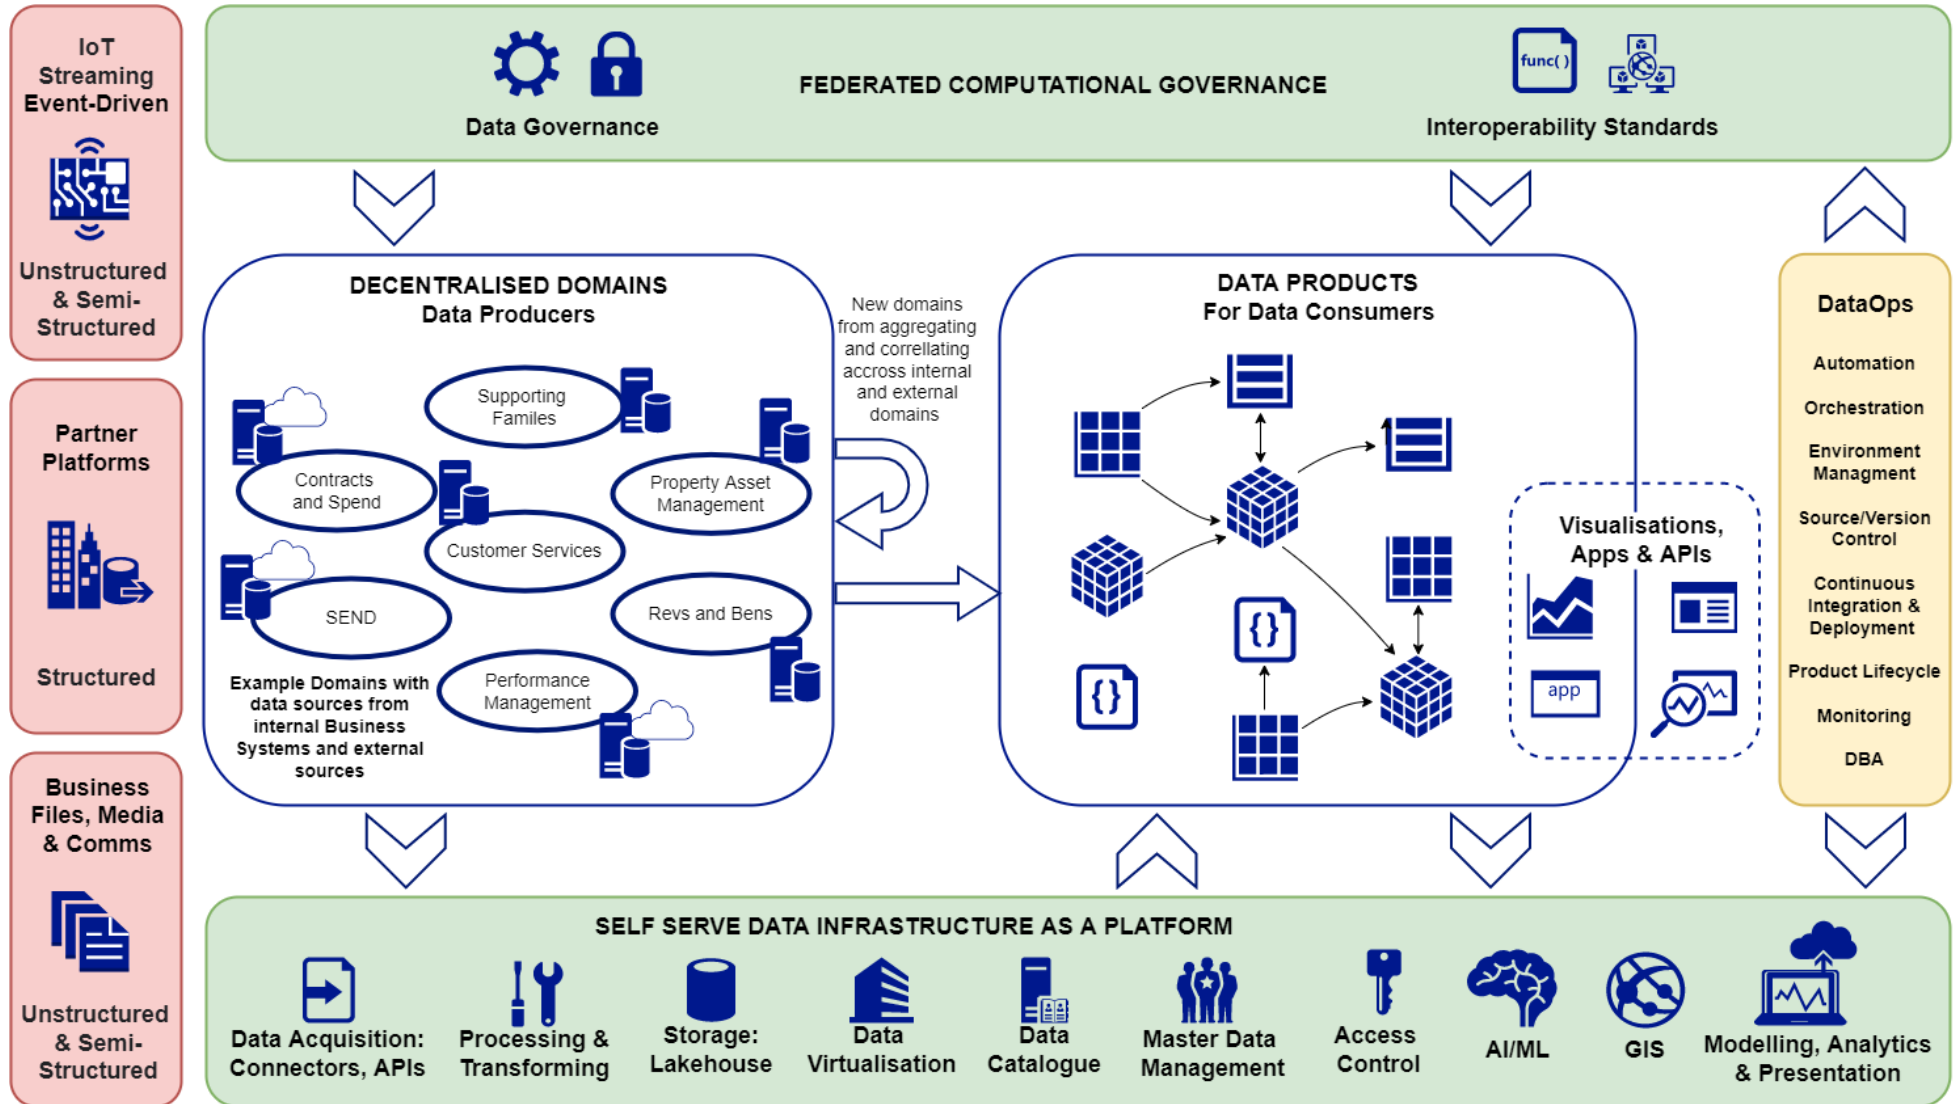 IoT
Streaming
Event-Driven
Unstructured
& Semi-
Structured
Partner
Platforms
Structured
Business
Files, Media
& Comms
Unstructured
& Semi-
Structured
FEDERATED COMPUTATIONAL GOVERNANCE
Data Governance
func( )
Interoperability Standards
DECENTRALISED DOMAINS
Data Producers
Supporting
Familes
Contracts
and Spend
Property Asset
Management
Customer Services
SEND
Revs and Bens
Performance
Management
Example Domains with
data sources from
internal Business
Systems and external
sources
New domains
from aggregating
and correllating
accross internal
and external
domains
DATA PRODUCTS
For Data Consumers
{}
{}
Visualisations,
Apps & APIs
app
DataOps
Automation
Orchestration
Environment
Managment
Source/Version
Control
Continuous
Integration &
Deployment
Product Lifecycle
Monitoring
DBA
SELF SERVE DATA INFRASTRUCTURE AS A PLATFORM
Data Acquisition:
Connectors, APIs
Processing &
Transforming
Storage:
Lakehouse
Data
Virtualisation
Data
Catalogue
Master Data
Management
Access
Control
AI/ML
GIS
Modelling, Analytics
& Presentation